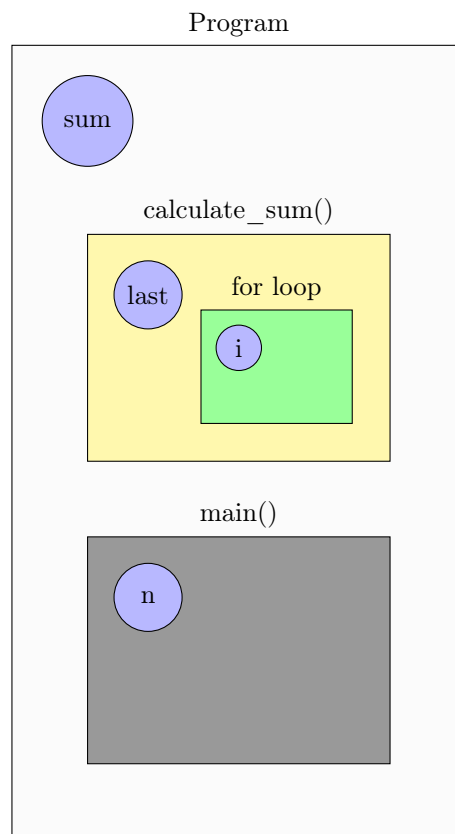 Program
sum
calculate_sum()
last
for loop
i
main()
n